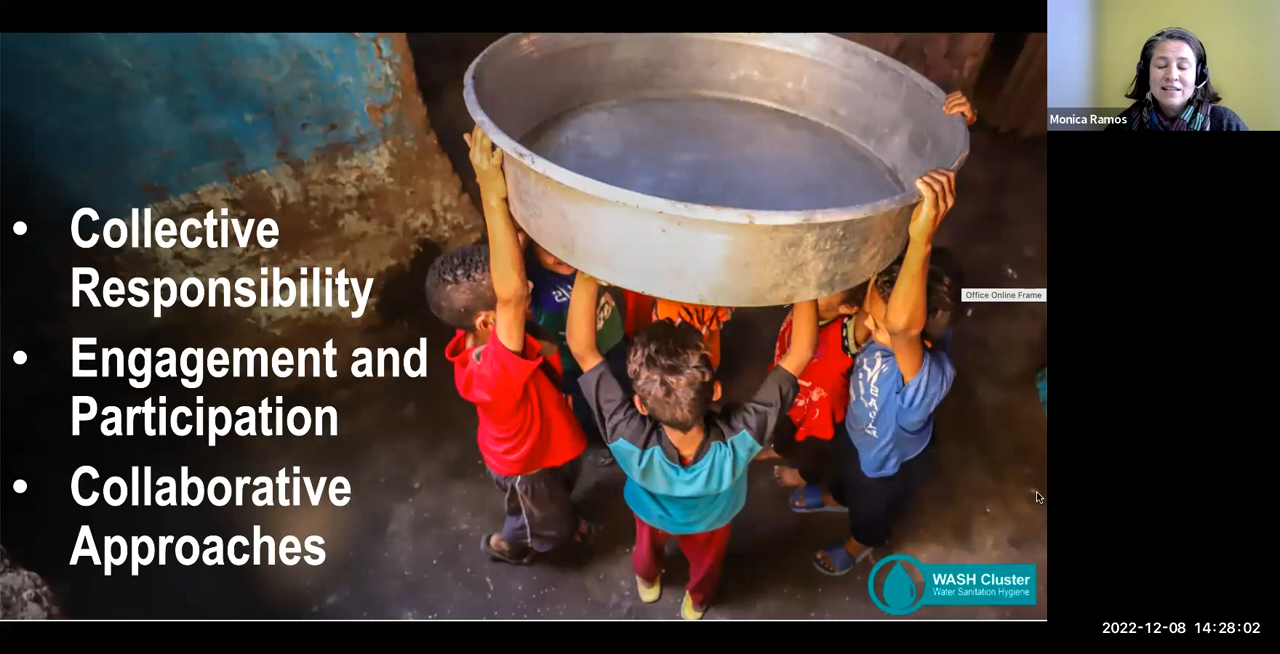 • Collective
Responsibility
• Engagement and
Participation
• Collaborative
Approaches
Monica Ramos
Office Online Frame
WASH Cluster
Water Sanitation Hygiene
2022-12-08 14:28:02